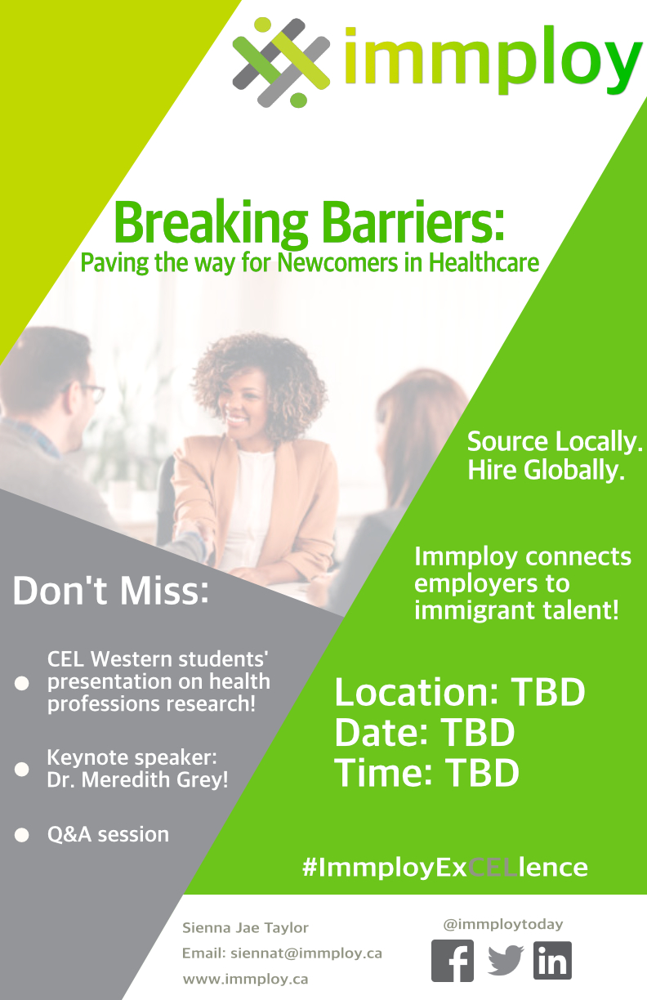 immploy
Breaking Barriers:
Paving the way for Newcomers in Healthcare
Source Locally.
Hire Globally.
Immploy connects
employers to
immigrant talent!
Don't Miss:
CEL Western students'
presentation on health
professions research!
Keynote speaker:
Dr. Meredith Grey!
Q&A session
Location: TBD
Date: TBD
Time: TBD
#ImmployExCELlence
Sienna Jae Taylor
Email: siennat@immploy.ca
www.immploy.ca
@immploytoday
f
in